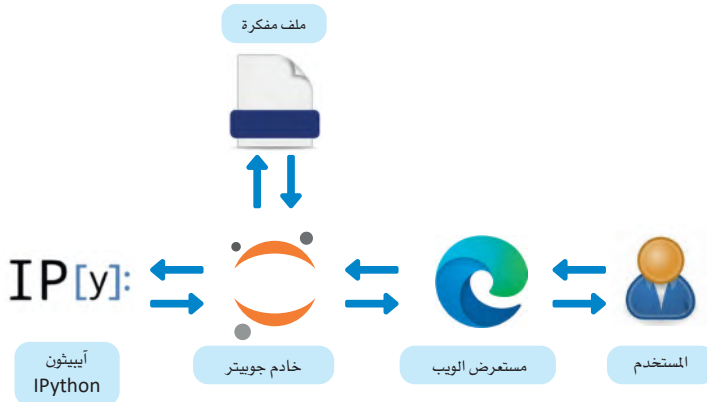 ملف مفكرة
IP[y]:
المستخدم
مستعرض الويب
خادم جوبيتر
آيبيثون
IPython